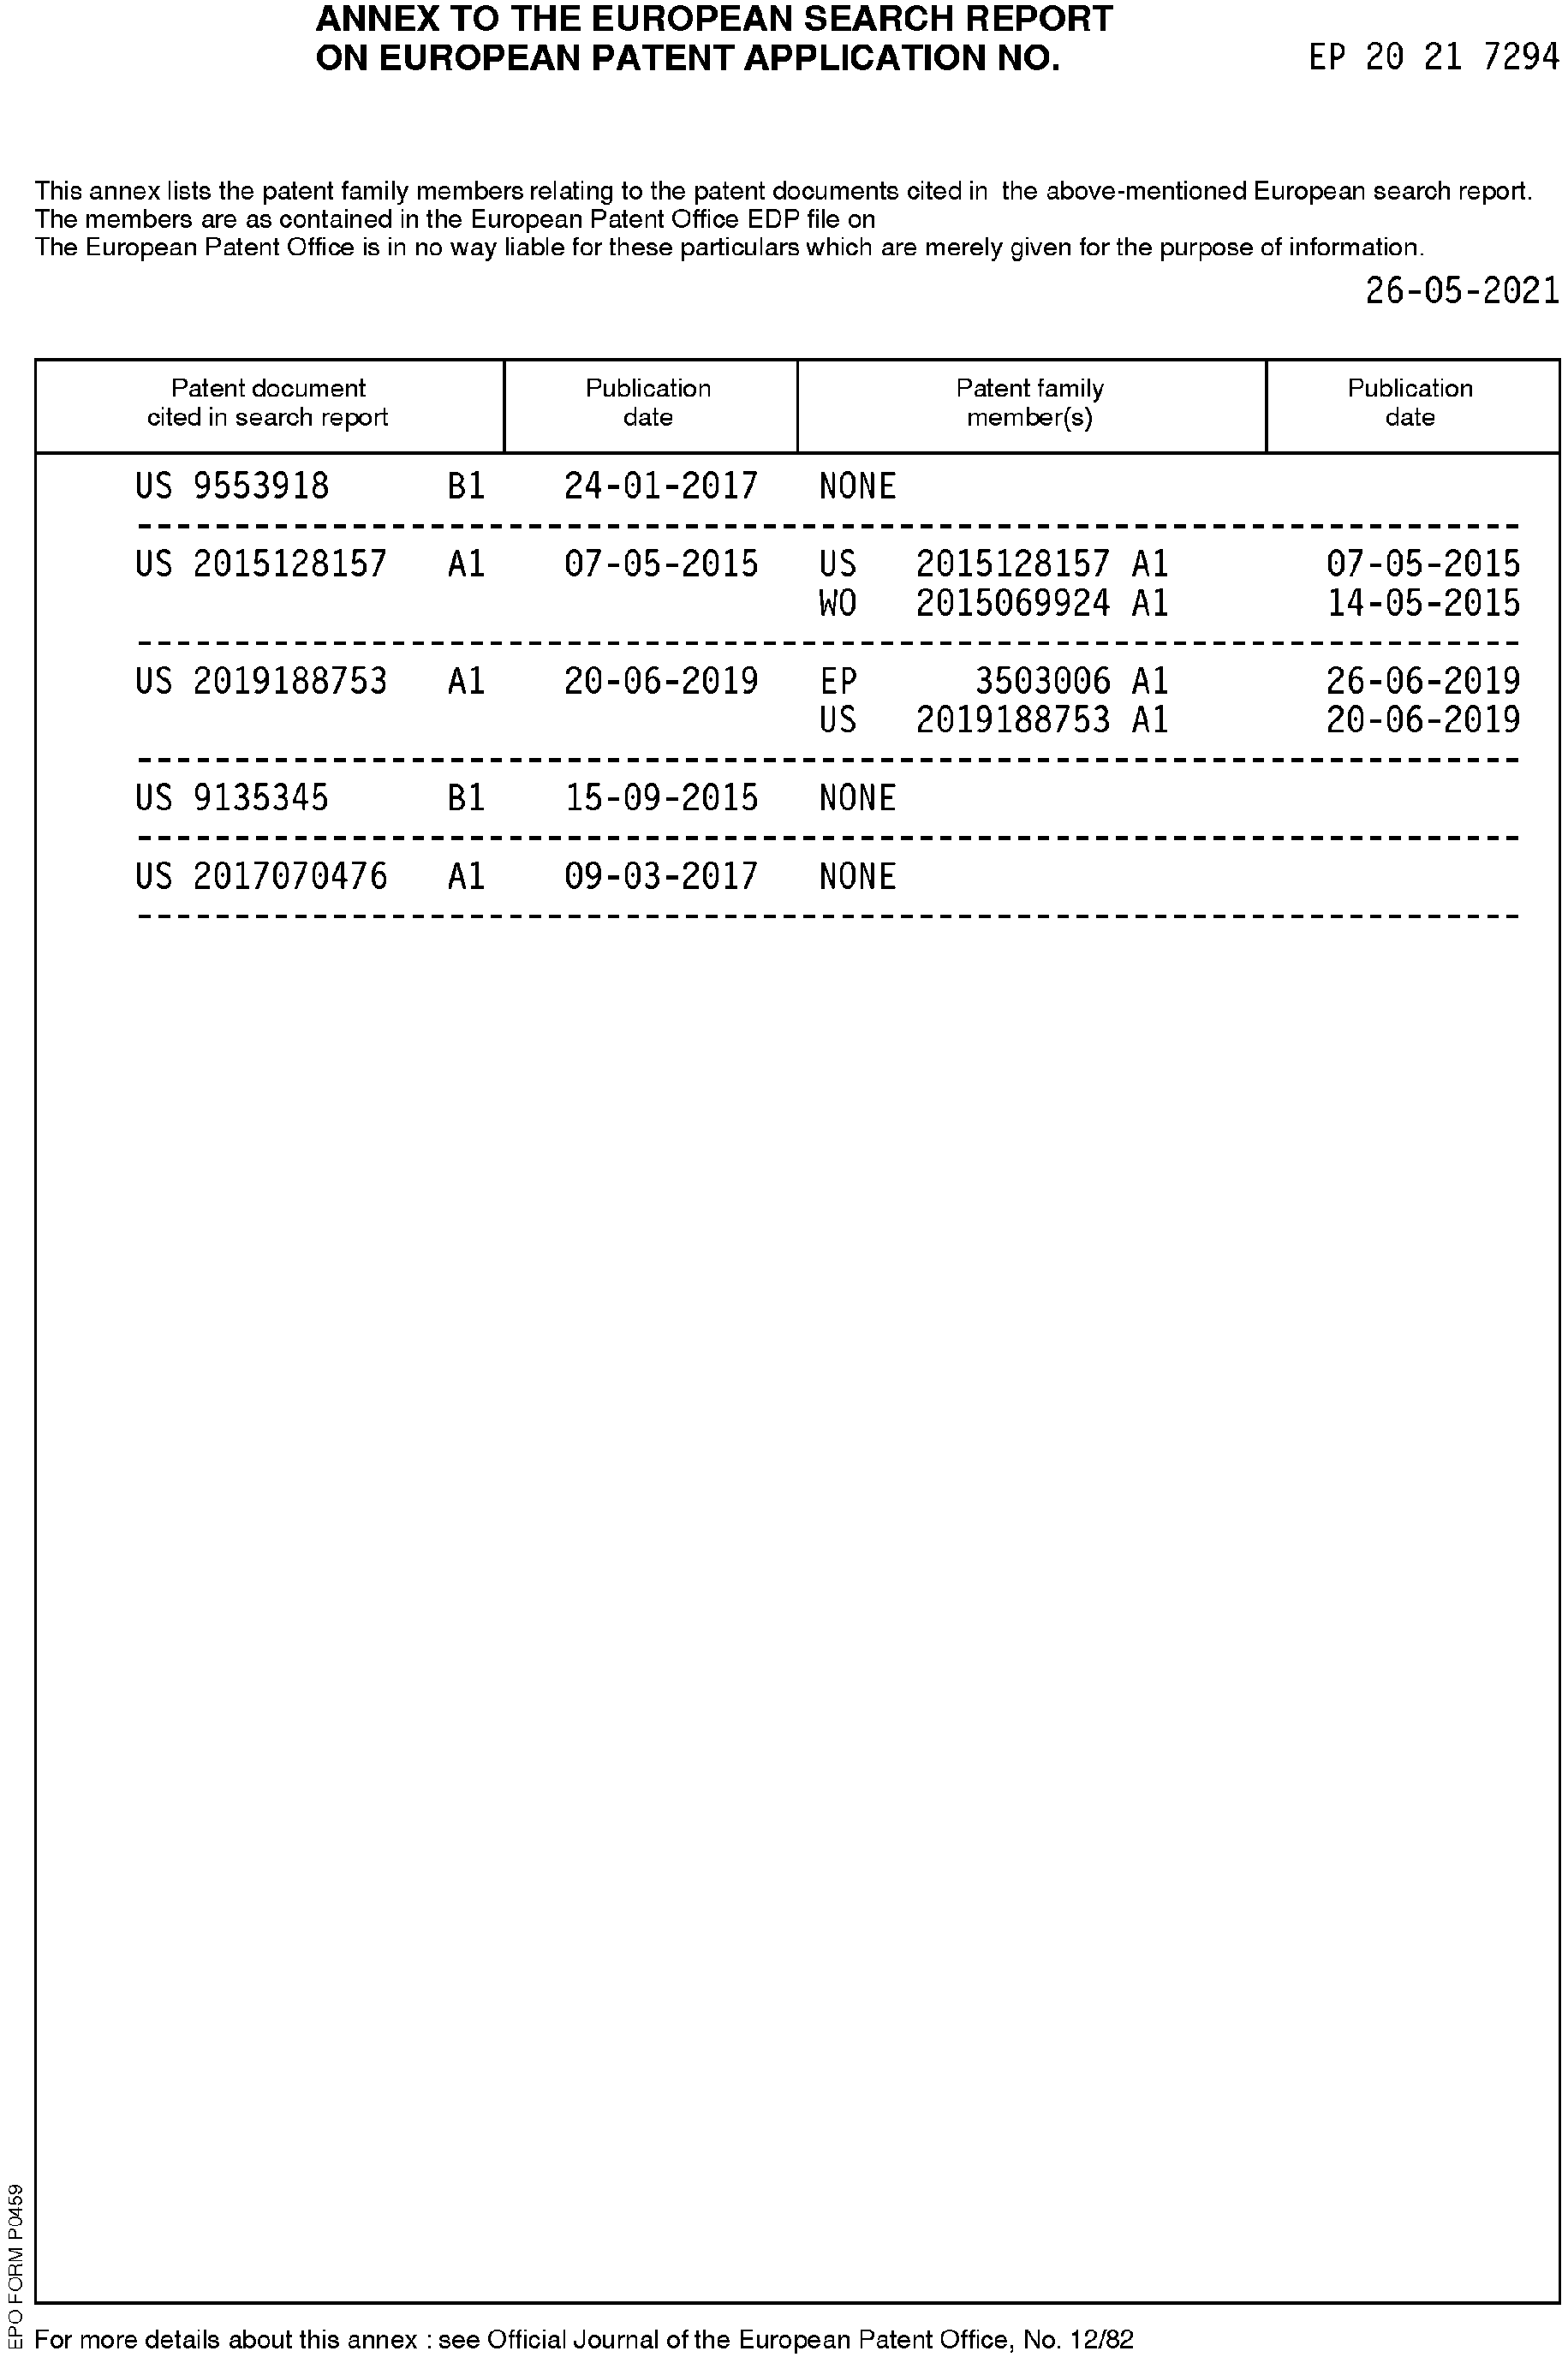 ANNEX TO THE EUROPEAN SEARCH REPORT
ON EUROPEAN PATENT APPLICATION NO. EP 20 21 7294
This annex lists the patent family members relating to the patent documents cited in the above-mentioned European search report.
The members are as contained in the European Patent Office EDP file on
The European Patent Office is in no way liable for these particulars which are merely given for the purpose of information.
26-05-2021
Patent document cited in search report Publication date Patent family member(s) Publication date
US 9553918 B1 24-01-2017 NONE
US 2015128157 A1 07-05-2015 US 2015128157 A1 07-05-2015
WO 2015069924 A1 14-05-2015
US 2019188753 A1 20-06-2019 EP 3503006 A1 26-06-2019
US 2019188753 A1 20-06-2019
US 9135345 B1 15-09-2015 NONE
US 2017070476 A1 09-03-2017 NONE
EPO FORM P0459
For more details about this annex : see Official Journal of the European Patent Office, No. 12/82